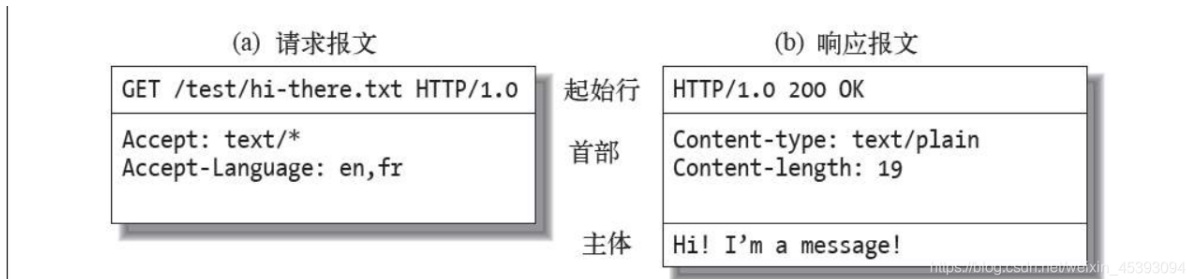 (a) 请求报文
GET /test/hi-there.txt HTTP/1.0
Accept: text/*
Accept-Language: en,fr
起始行
首部
主体
(b) 响应报文
HTTP/1.0 200 OK
Content-type: text/plain
Content-length: 19
Hi! I’m a message!
https://blog.csdn.net/weixin_45393094